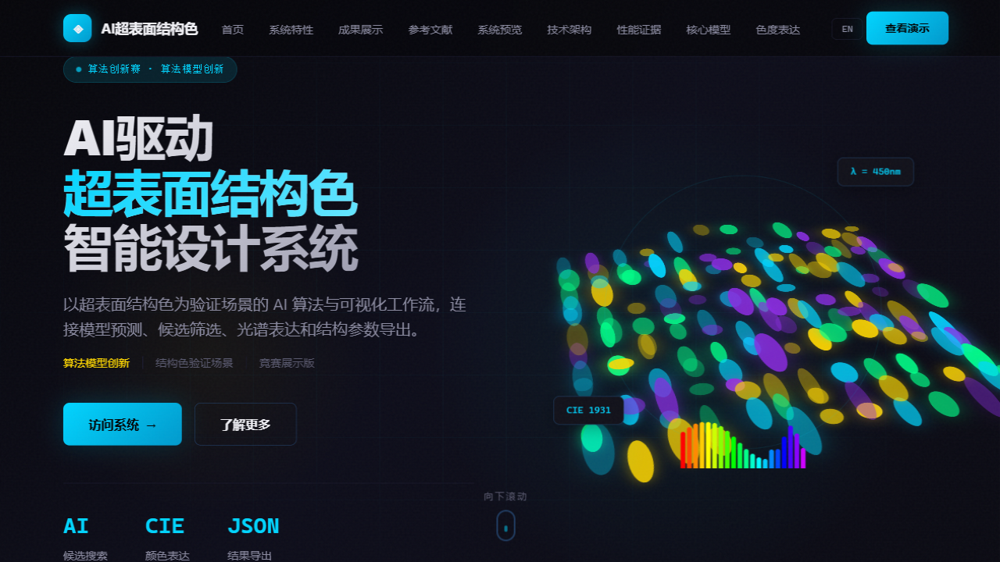 AI超表面结构色
首页
系统特性
成果展示
参考文献
系统预览
技术架构
性能证据
核心模型
色度表达
EN
查看演示
算法创新赛 · 算法模型创新
AI驱动
超表面结构色
智能设计系统
以超表面结构色为验证场景的 AI 算法与可视化工作流，连
接模型预测、候选筛选、光谱表达和结构参数导出。
算法模型创新
结构色验证场景
竞赛展示版
访问系统 →
了解更多
λ = 450nm
CIE 1931
向下滚动
AI
CIE
JSON
候选搜索
颜色表达
结果导出